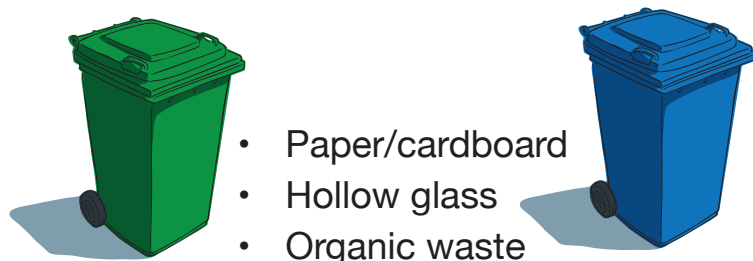 • Paper/cardboard
• Hollow glass
• Organic waste